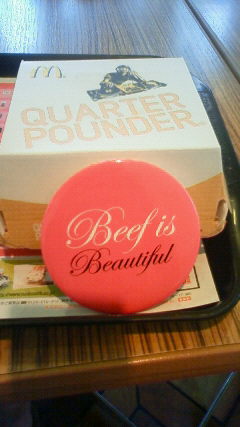 QUARTER
POUNDER
Beef is
Beautiful